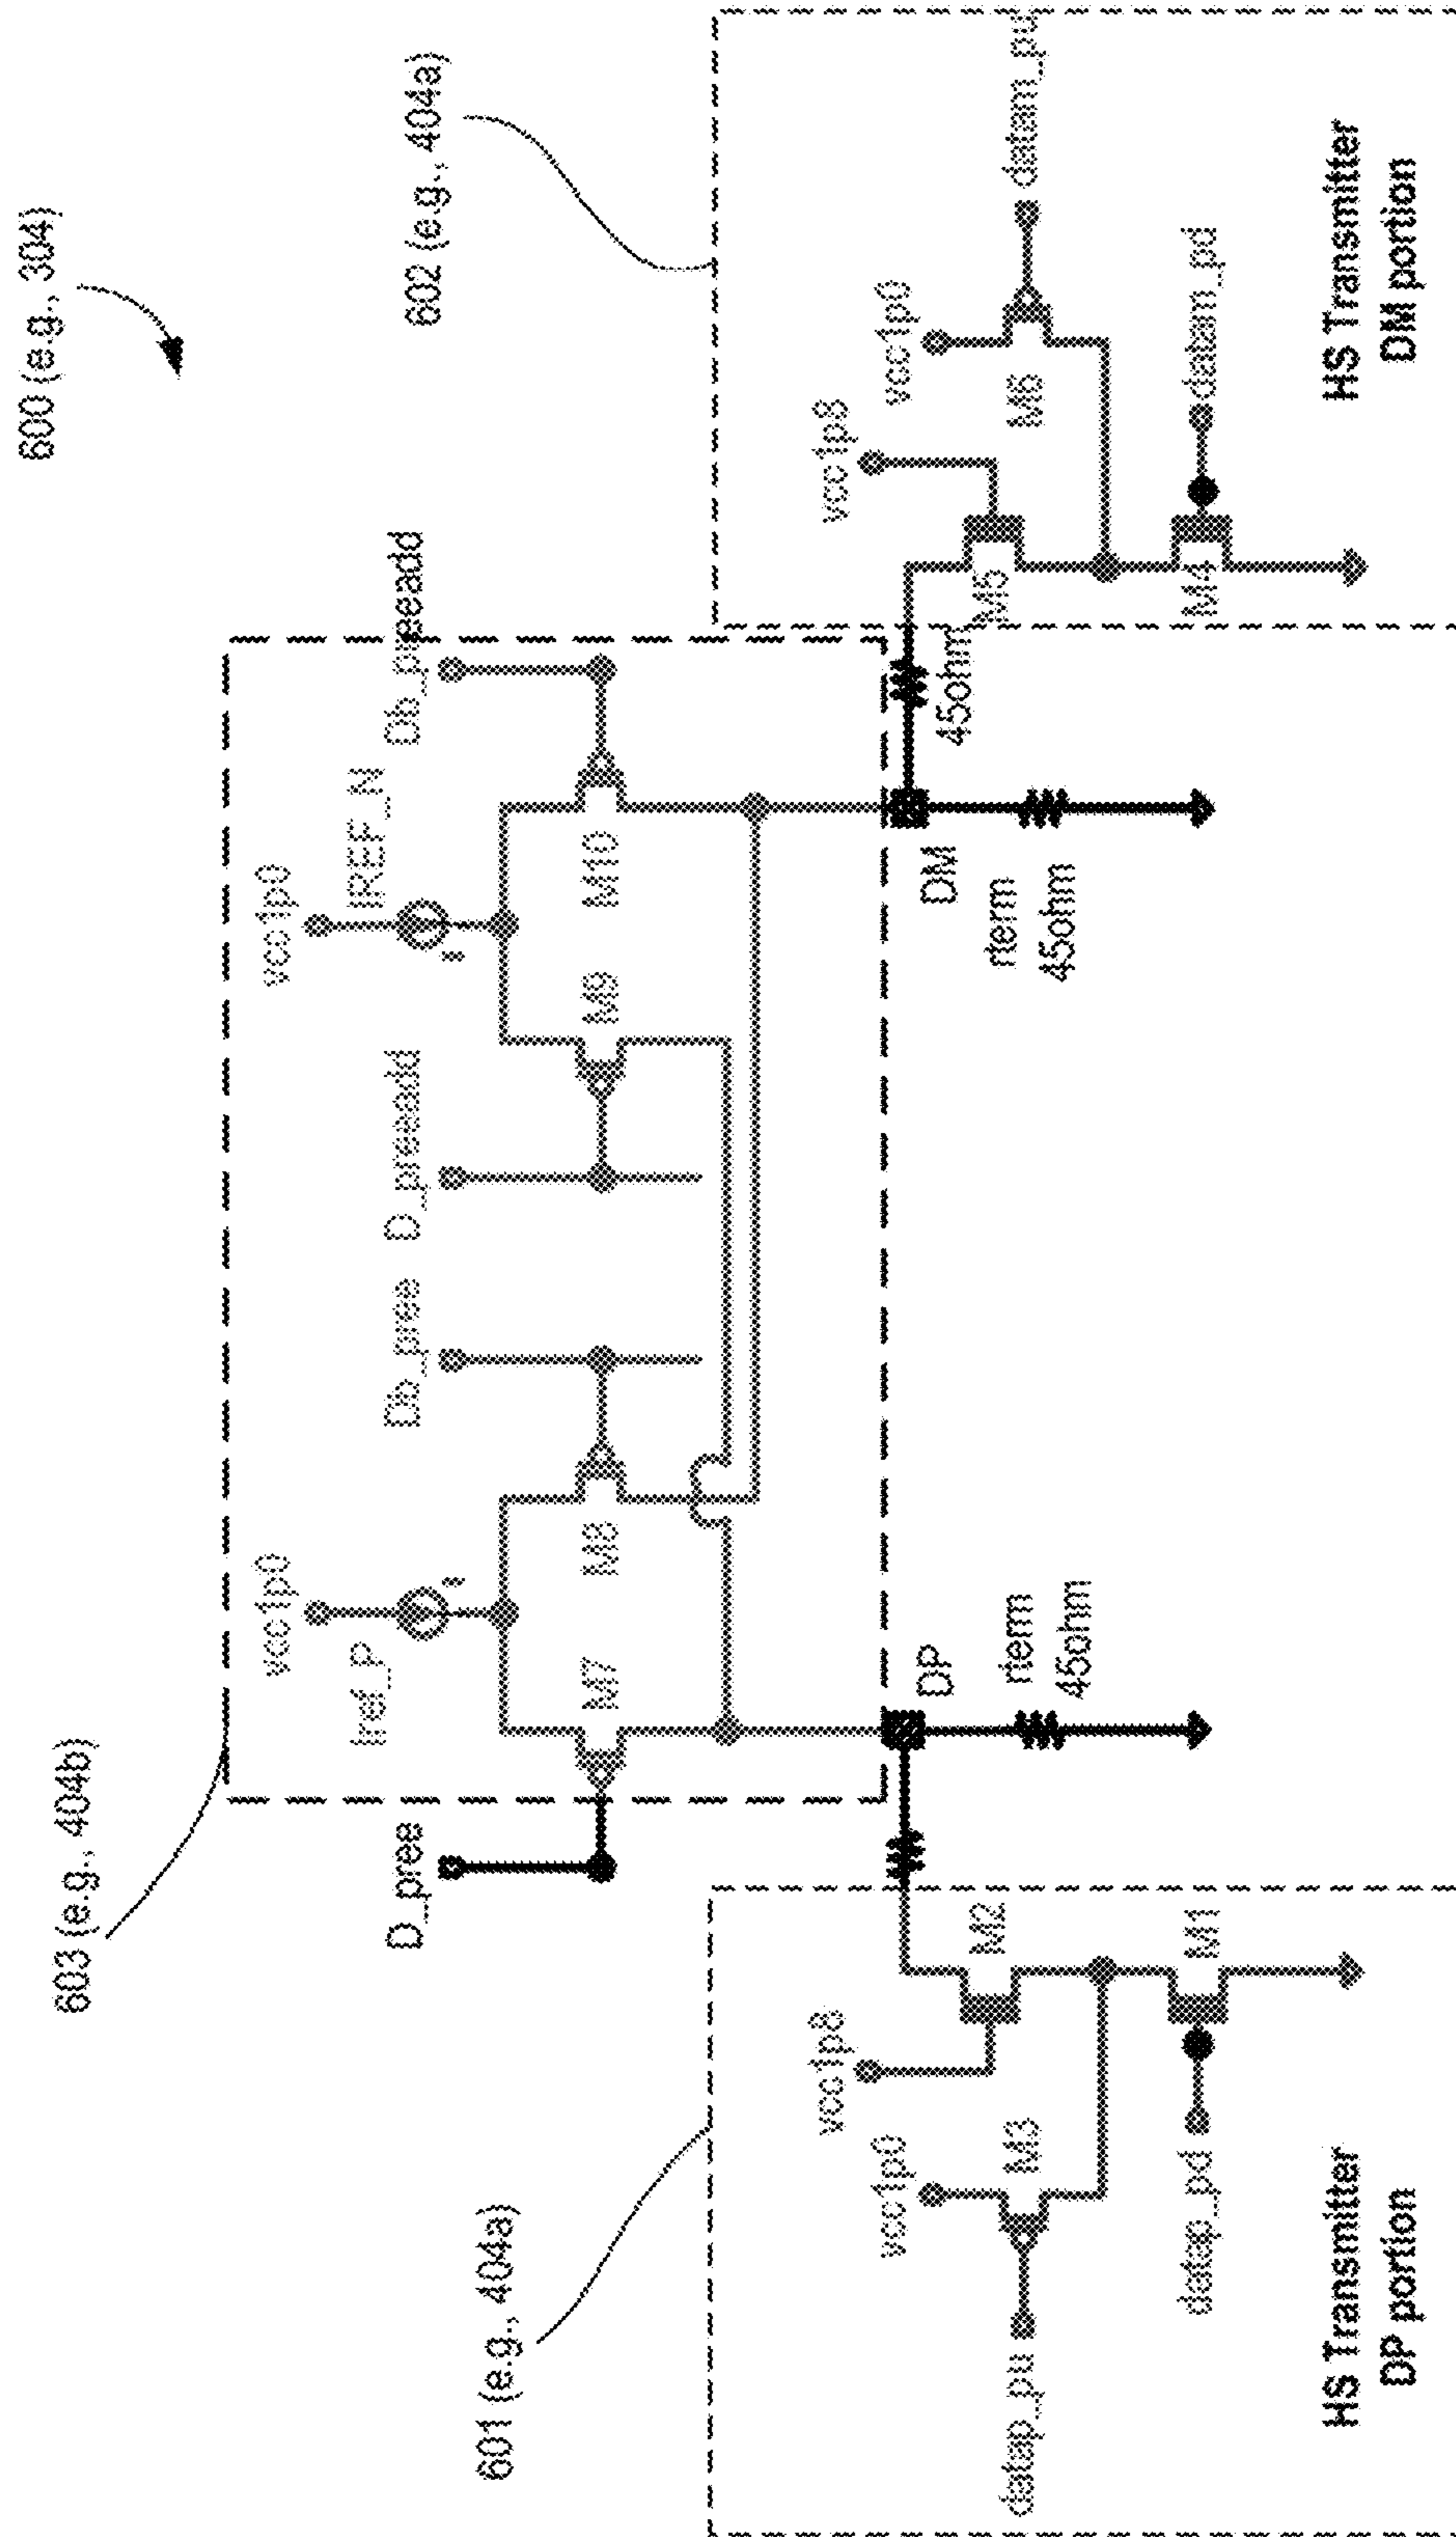 600 (e.g., 304)
603 (e.g., 404b)
601 (e.g., 404a)
602 (e.g., 404a)
vcc1p0
Iref_P
vcc1p0
IREF_N
D_pree
Db_pree
D_preeadd
Db_preeadd
M7
M8
M9
M10
DP
DM
rterm
45ohm
rterm
45ohm
45ohm
vcc1p8
vcc1p0
M3
M2
M1
datap_pu
datap_pd
HS Transmitter
DP portion
vcc1p8
vcc1p0
M5
M6
M4
datam_pu
datam_pd
HS Transmitter
DM portion